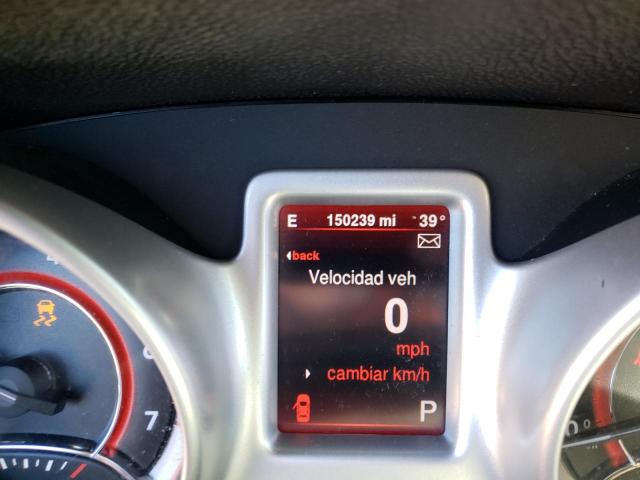 E 150239 mi 39°
back
Velocidad veh
0
mph
cambiar km/h
P
7